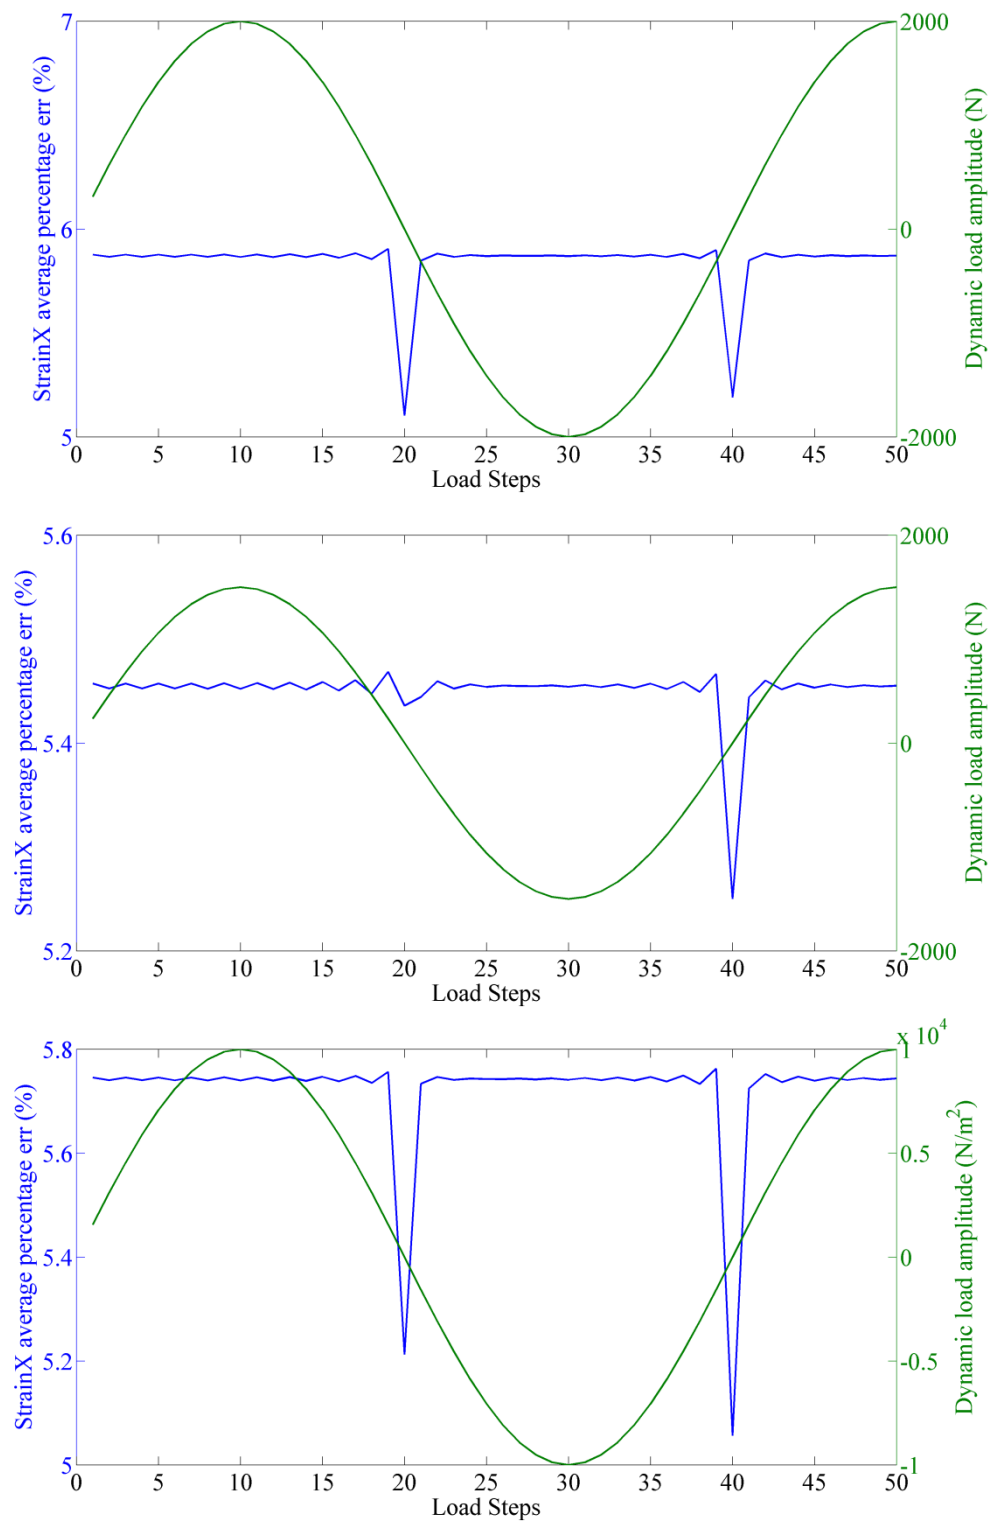 7
6
5
StrainX average percentage err (%)
2000
0
-2000
Dynamic load amplitude (N)
0 5 10 15 20 25 30 35 40 45 50
Load Steps
5.6
5.4
5.2
StrainX average percentage err (%)
2000
0
-2000
Dynamic load amplitude (N)
0 5 10 15 20 25 30 35 40 45 50
Load Steps
x 10^4
5.8
5.6
5.4
5.2
5
StrainX average percentage err (%)
1
0.5
0
-0.5
-1
Dynamic load amplitude (N/m²)
0 5 10 15 20 25 30 35 40 45 50
Load Steps